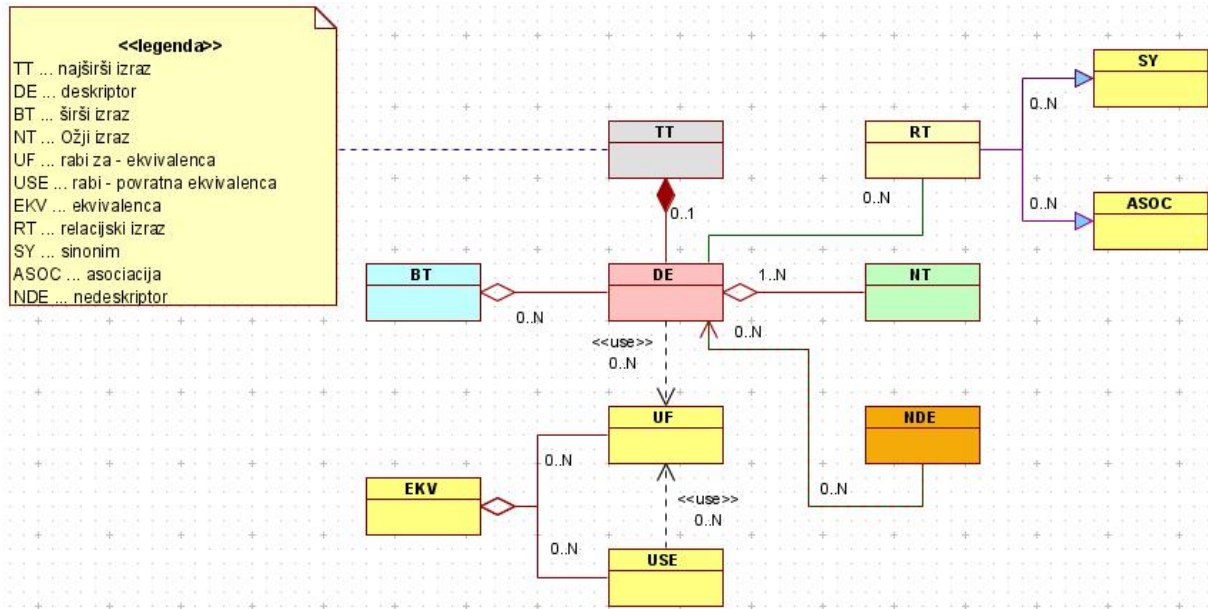 <<legenda>>
TT ... najširši izraz
DE ... deskriptor
BT ... širši izraz
NT ... Ožji izraz
UF ... rabi za - ekvivalenca
USE ... rabi - povratna ekvivalenca
EKV ... ekvivalenca
RT ... relacijski izraz
SY ... sinonim
ASOC ... asociacija
NDE ... nedeskriptor
SY
0..N
TT
RT
0..N
0..N
ASOC
0..1
BT
DE
1..N
NT
0..N
<<use>>
0..N
0..N
UF
NDE
0..N
EKV
<<use>>
0..N
0..N
0..N
USE